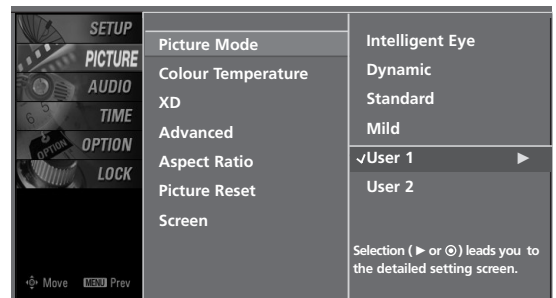 SETUP
PICTURE
AUDIO
TIME
OPTION
LOCK
Move MENU Prev
Picture Mode
Colour Temperature
XD
Advanced
Aspect Ratio
Picture Reset
Screen
Intelligent Eye
Dynamic
Standard
Mild
✓User 1 ►
User 2
Selection ( ► or ⊙ ) leads you to
the detailed setting screen.